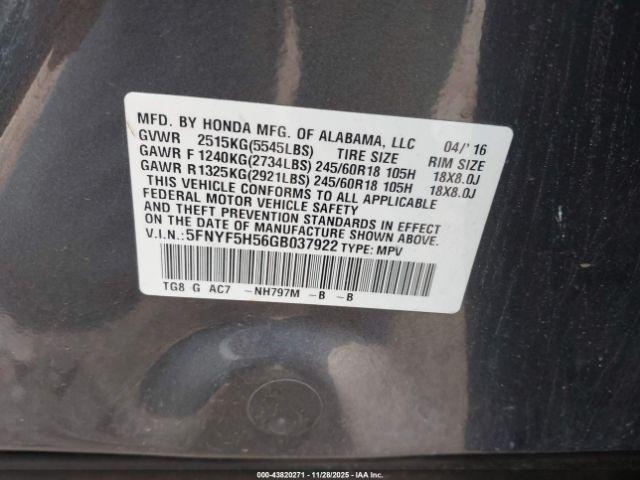 MFD. BY HONDA MFG. OF ALABAMA, LLC 04/'16
GVWR 2515KG(5545LBS) TIRE SIZE RIM SIZE
GAWR F 1240KG(2734LBS) 245/60R18 105H 18X8.0J
GAWR R1325KG(2921LBS) 245/60R18 105H 18X8.0J
THIS VEHICLE CONFORMS TO ALL APPLICABLE
FEDERAL MOTOR VEHICLE SAFETY
AND THEFT PREVENTION STANDARDS IN EFFECT
ON THE DATE OF MANUFACTURE SHOWN ABOVE.
V.I.N.:5FNYF5H56GB037922 TYPE: MPV
TG8 G AC7 -NH797M -B -B
000-43820271 - 11/28/2025 - IAA Inc.